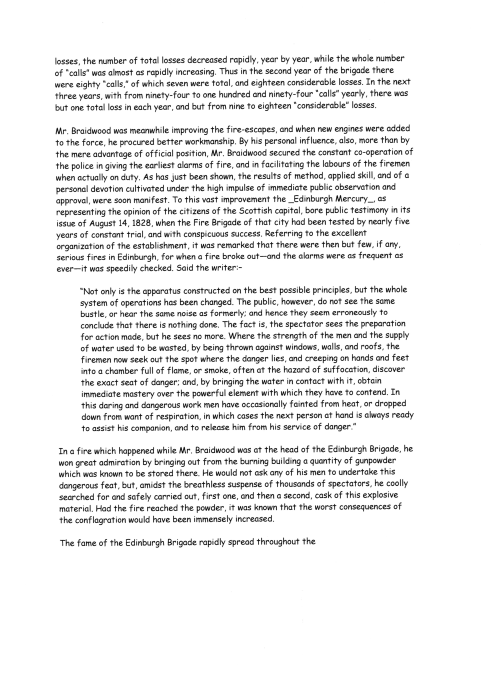 losses, the number of total losses decreased rapidly, year by year, while the whole number
of "calls" was almost as rapidly increasing. Thus in the second year of the brigade there
were eighty "calls," of which seven were total, and eighteen considerable losses. In the next
three years, with from ninety-four to one hundred and ninety-four "calls" yearly, there was
but one total loss in each year, and but from nine to eighteen "considerable" losses.

Mr. Braidwood was meanwhile improving the fire-escapes, and when new engines were added
to the force, he procured better workmanship. By his personal influence, also, more than by
the mere advantage of official position, Mr. Braidwood secured the constant co-operation of
the police in giving the earliest alarms of fire, and in facilitating the labours of the firemen
when actually on duty. As has just been shown, the results of method, applied skill, and of a
personal devotion cultivated under the high impulse of immediate public observation and
approval, were soon manifest. To this vast improvement the _Edinburgh Mercury_, as
representing the opinion of the citizens of the Scottish capital, bore public testimony in its
issue of August 14, 1828, when the Fire Brigade of that city had been tested by nearly five
years of constant trial, and with conspicuous success. Referring to the excellent
organization of the establishment, it was remarked that there were then but few, if any,
serious fires in Edinburgh, for when a fire broke out—and the alarms were as frequent as
ever—it was speedily checked. Said the writer:-

"Not only is the apparatus constructed on the best possible principles, but the whole
system of operations has been changed. The public, however, do not see the same
bustle, or hear the same noise as formerly; and hence they seem erroneously to
conclude that there is nothing done. The fact is, the spectator sees the preparation
for action made, but he sees no more. Where the strength of the men and the supply
of water used to be wasted, by being thrown against windows, walls, and roofs, the
firemen now seek out the spot where the danger lies, and creeping on hands and feet
into a chamber full of flame, or smoke, often at the hazard of suffocation, discover
the exact seat of danger; and, by bringing the water in contact with it, obtain
immediate mastery over the powerful element with which they have to contend. In
this daring and dangerous work men have occasionally fainted from heat, or dropped
down from want of respiration, in which cases the next person at hand is always ready
to assist his companion, and to release him from his service of danger."

In a fire which happened while Mr. Braidwood was at the head of the Edinburgh Brigade, he
won great admiration by bringing out from the burning building a quantity of gunpowder
which was known to be stored there. He would not ask any of his men to undertake this
dangerous feat, but, amidst the breathless suspense of thousands of spectators, he coolly
searched for and safely carried out, first one, and then a second, cask of this explosive
material. Had the fire reached the powder, it was known that the worst consequences of
the conflagration would have been immensely increased.

The fame of the Edinburgh Brigade rapidly spread throughout the